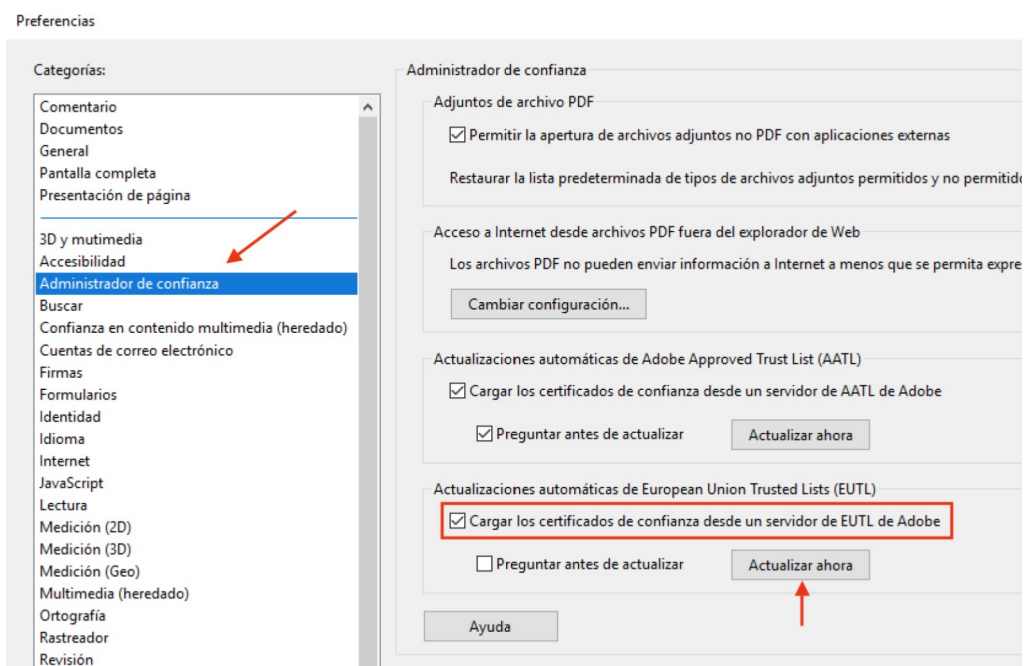 Preferencias
Categorías:
Comentario
Documentos
General
Pantalla completa
Presentación de página
3D y mutimedia
Accesibilidad
Administrador de confianza
Buscar
Confianza en contenido multimedia (heredado)
Cuentas de correo electrónico
Firmas
Formularios
Identidad
Idioma
Internet
JavaScript
Lectura
Medición (2D)
Medición (3D)
Medición (Geo)
Multimedia (heredado)
Ortografía
Rastreador
Revisión
Administrador de confianza
Adjuntos de archivo PDF
Permitir la apertura de archivos adjuntos no PDF con aplicaciones externas
Restaurar la lista predeterminada de tipos de archivos adjuntos permitidos y no permitido
Acceso a Internet desde archivos PDF fuera del explorador de Web
Los archivos PDF no pueden enviar información a Internet a menos que se permita expre
Cambiar configuración...
Actualizaciones automáticas de Adobe Approved Trust List (AATL)
Cargar los certificados de confianza desde un servidor de AATL de Adobe
Preguntar antes de actualizar
Actualizar ahora
Actualizaciones automáticas de European Union Trusted Lists (EUTL)
Cargar los certificados de confianza desde un servidor de EUTL de Adobe
Preguntar antes de actualizar
Actualizar ahora
Ayuda